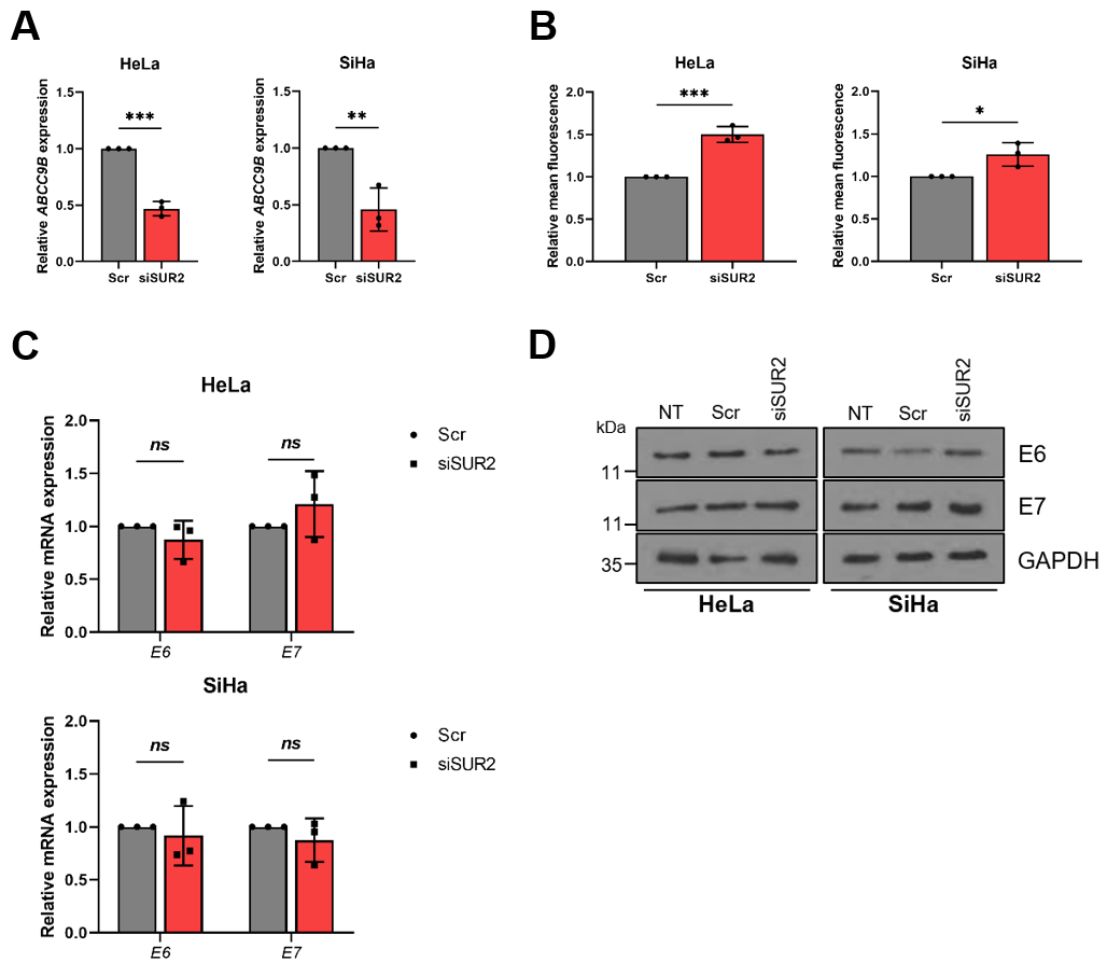 A
HeLa
Relative ABCC9B expression
1.5
1.0
0.5
0.0
***
Scr
siSUR2
SiHa
Relative ABCC9B expression
1.5
1.0
0.5
0.0
**
Scr
siSUR2
B
HeLa
Relative mean fluorescence
2.0
1.5
1.0
0.5
0.0
***
Scr
siSUR2
SiHa
Relative mean fluorescence
2.0
1.5
1.0
0.5
0.0
*
Scr
siSUR2
C
HeLa
Relative mRNA expression
2.0
1.5
1.0
0.5
0.0
ns
ns
E6
E7
Scr
siSUR2
SiHa
Relative mRNA expression
2.0
1.5
1.0
0.5
0.0
ns
ns
E6
E7
Scr
siSUR2
D
kDa
NT
Scr
siSUR2
NT
Scr
siSUR2
11
E6
11
E7
35
GAPDH
HeLa
SiHa